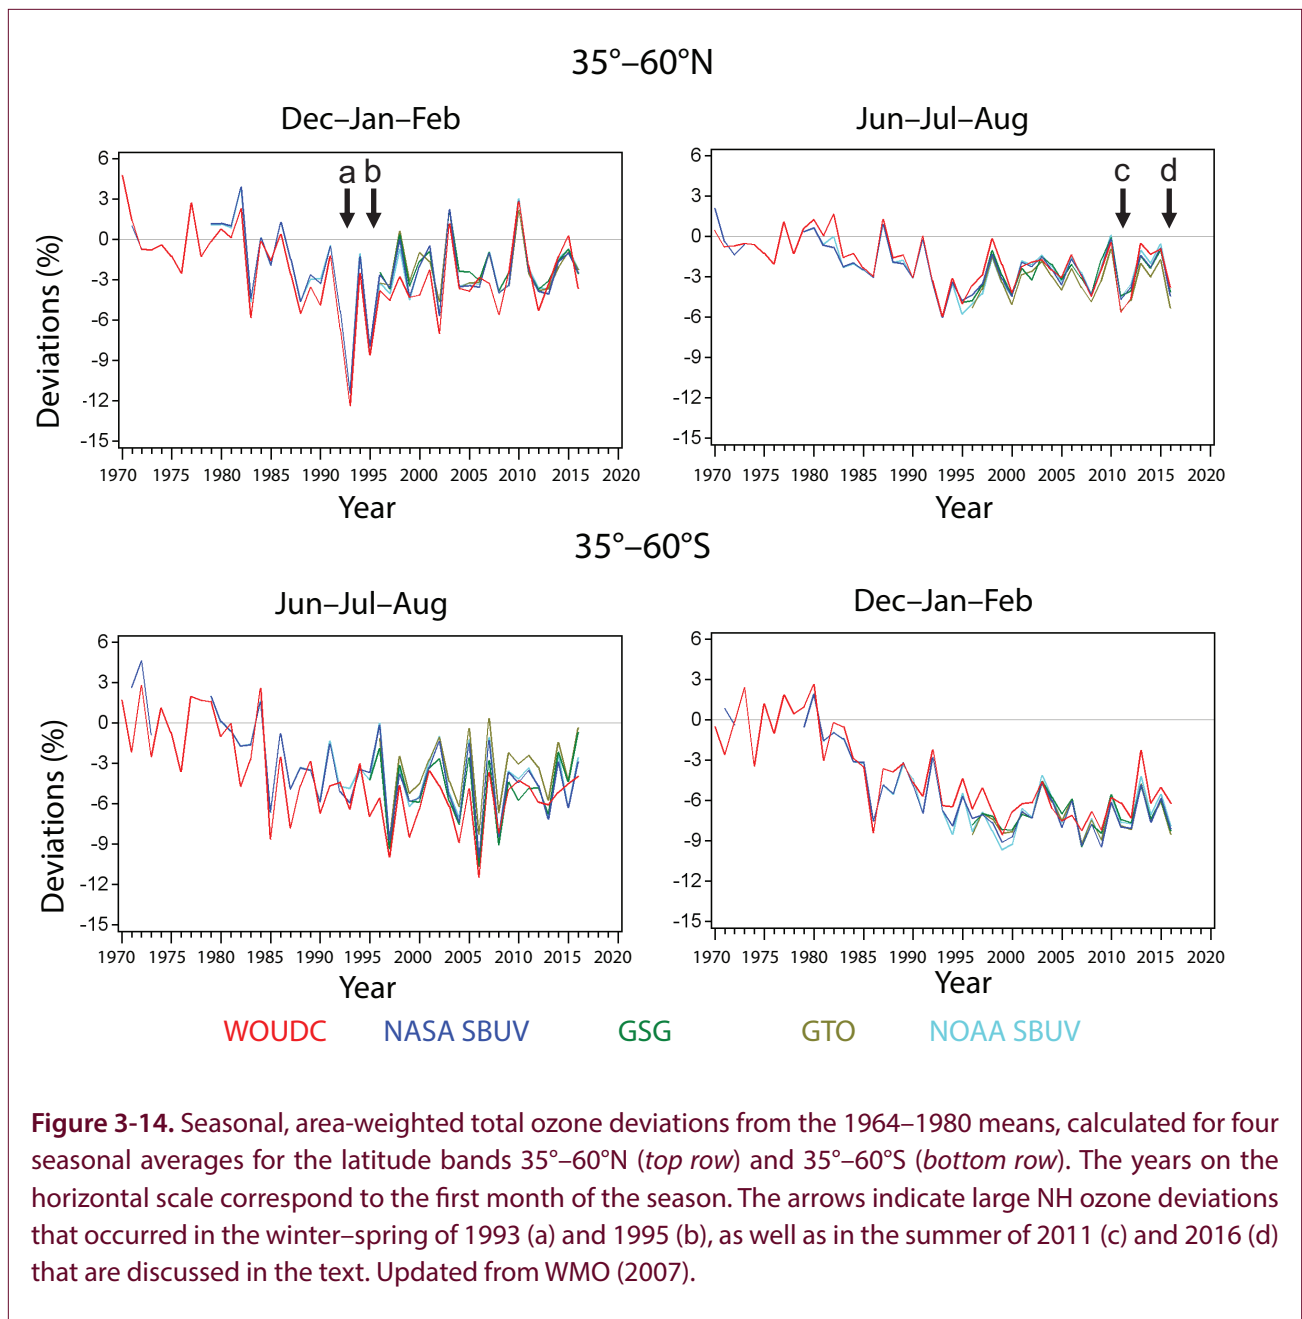 35°–60°N
Dec–Jan–Feb
6
3
0
-3
-6
-9
-12
-15
Deviations (%)
a b
1970 1975 1980 1985 1990 1995 2000 2005 2010 2015 2020
Year
Jun–Jul–Aug
6
3
0
-3
-6
-9
-12
-15
c d
1970 1975 1980 1985 1990 1995 2000 2005 2010 2015 2020
Year
35°–60°S
Jun–Jul–Aug
6
3
0
-3
-6
-9
-12
-15
Deviations (%)
1970 1975 1980 1985 1990 1995 2000 2005 2010 2015 2020
Year
Dec–Jan–Feb
6
3
0
-3
-6
-9
-12
-15
1970 1975 1980 1985 1990 1995 2000 2005 2010 2015 2020
Year
WOUDC NASA SBUV GSG GTO NOAA SBUV
Figure 3-14. Seasonal, area-weighted total ozone deviations from the 1964–1980 means, calculated for four
seasonal averages for the latitude bands 35°–60°N (top row) and 35°–60°S (bottom row). The years on the
horizontal scale correspond to the first month of the season. The arrows indicate large NH ozone deviations
that occurred in the winter–spring of 1993 (a) and 1995 (b), as well as in the summer of 2011 (c) and 2016 (d)
that are discussed in the text. Updated from WMO (2007).